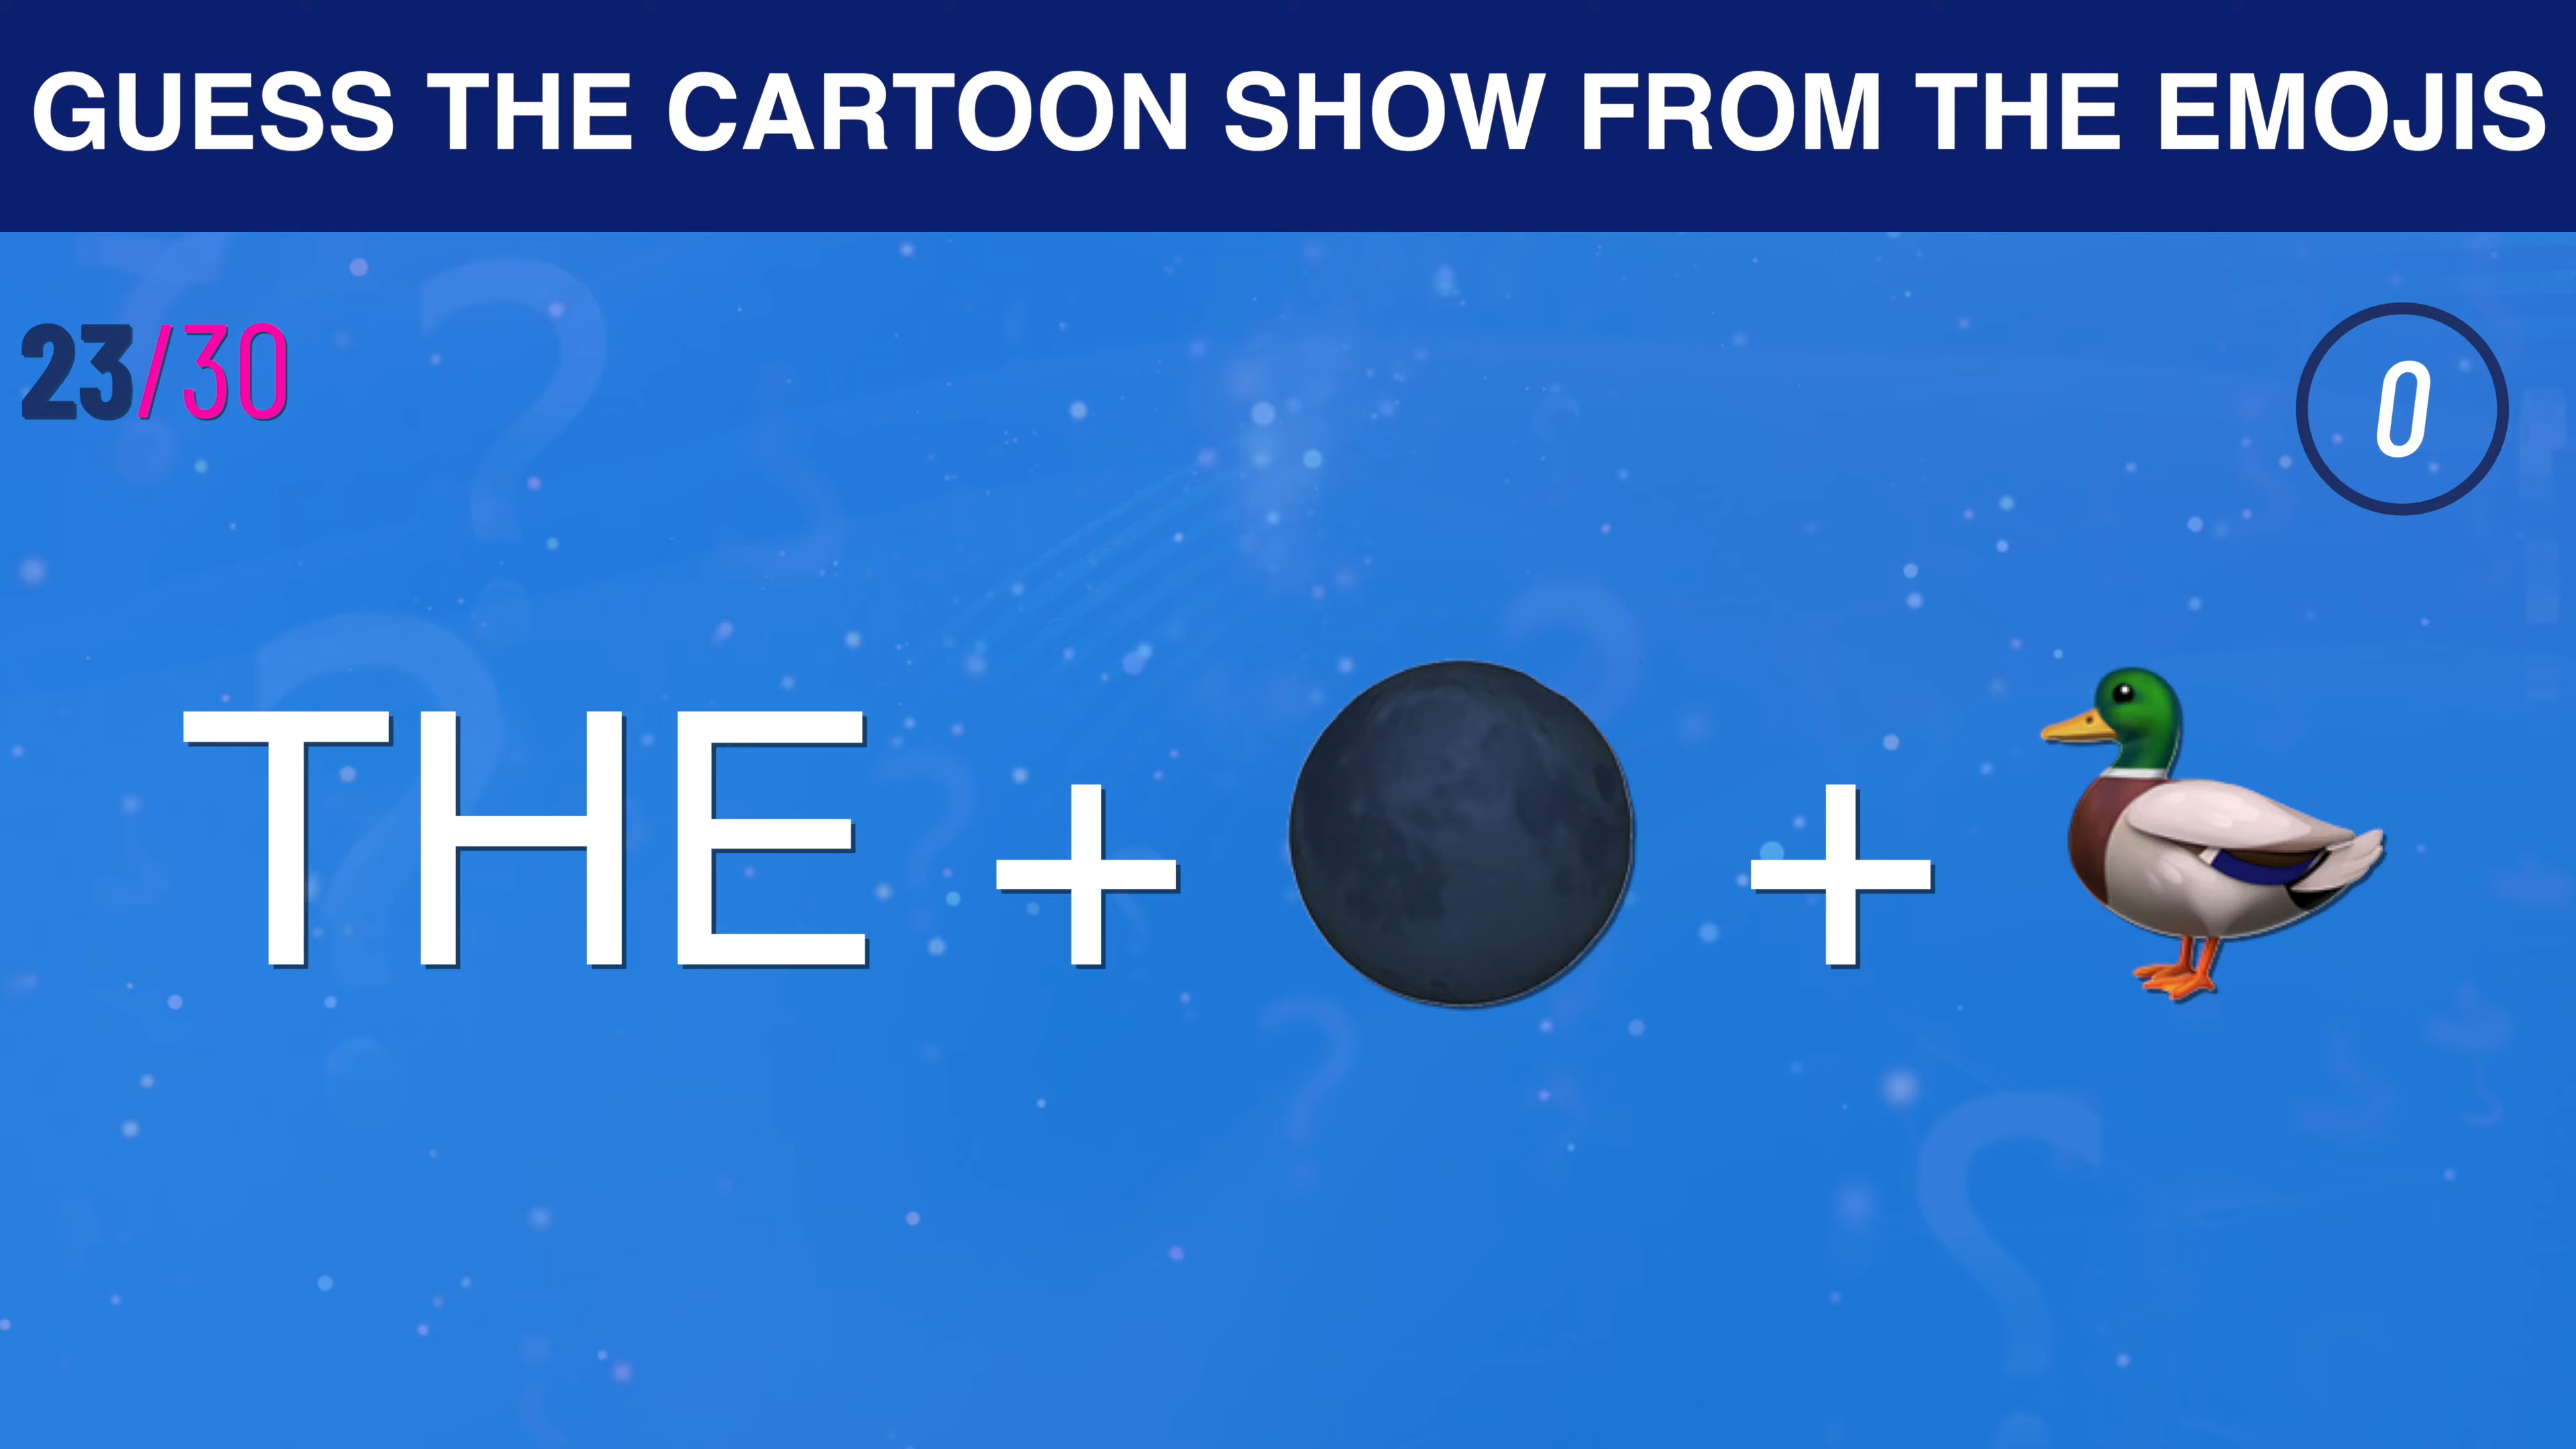 GUESS THE CARTOON SHOW FROM THE EMOJIS
23/30
0
THE + +